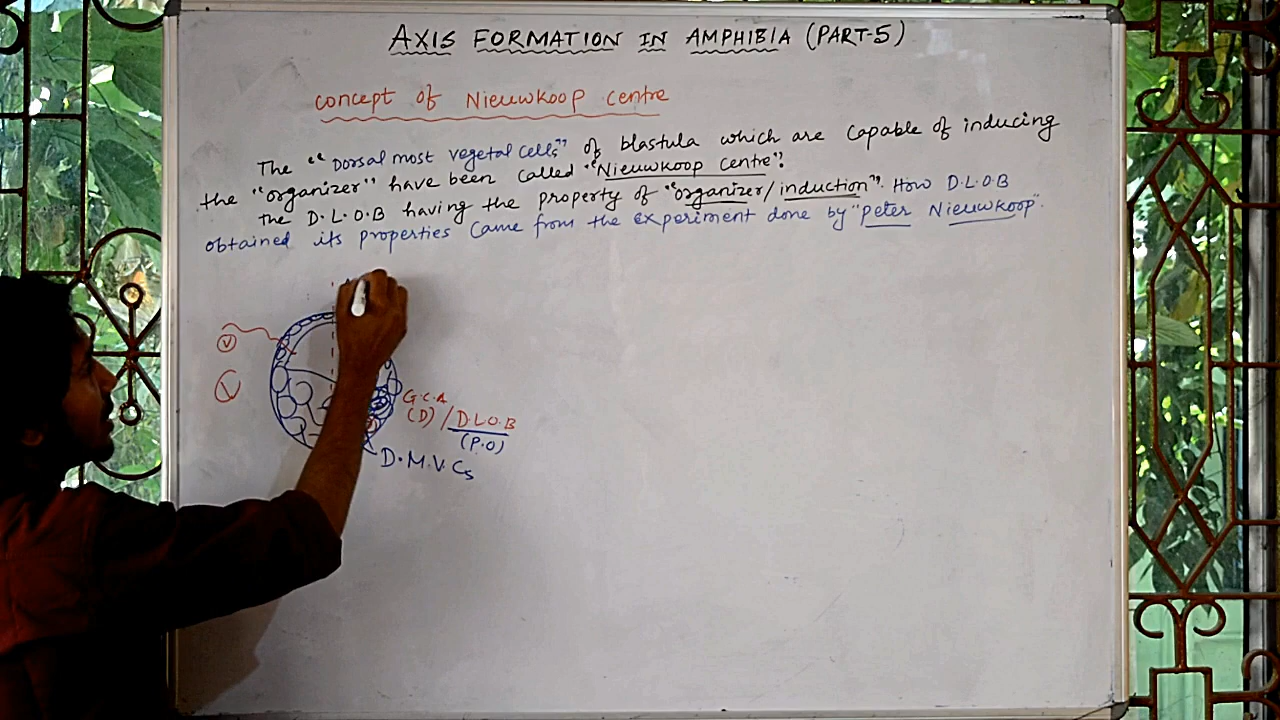 AXIS FORMATION IN AMPHIBIA (PART-5)
concept of Nieuwkoop centre
The "Dorsal most vegetal cells" of blastula which are capable of inducing
the "organizer" have been called "Nieuwkoop centre".
The D.L.O.B having the property of "organizer/induction". How D.L.O.B
obtained its properties came from the experiment done by "Peter Nieuwkoop".
V
V
G.C.A
(D) / D.L.O.B
(P.O)
D.M.V.Cs